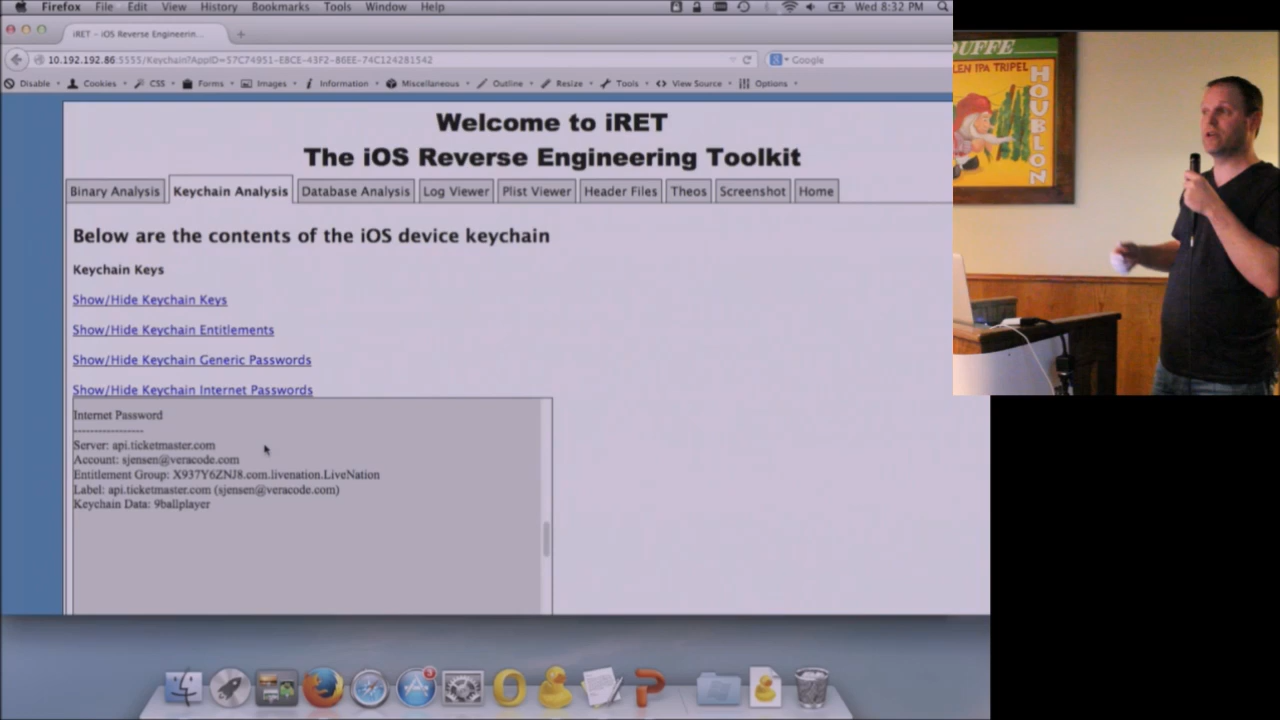 Firefox File Edit View History Bookmarks Tools Window Help Wed 8:32 PM
iRET – iOS Reverse Engineerin...
10.192.192.86:5555/Keychain?AppID=57C74951-E8CE-43F2-86EE-74C124281542 Google
Disable Cookies CSS Forms Images Information Miscellaneous Outline Resize Tools View Source Options
Welcome to iRET
The iOS Reverse Engineering Toolkit
Binary Analysis Keychain Analysis Database Analysis Log Viewer Plist Viewer Header Files Theos Screenshot Home
Below are the contents of the iOS device keychain
Keychain Keys
Show/Hide Keychain Keys
Show/Hide Keychain Entitlements
Show/Hide Keychain Generic Passwords
Show/Hide Keychain Internet Passwords
Internet Password
-----------------
Server: api.ticketmaster.com
Account: sjensen@veracode.com
Entitlement Group: X937Y6ZNJ8.com.livenation.LiveNation
Label: api.ticketmaster.com (sjensen@veracode.com)
Keychain Data: 9ballplayer
OUFFE
LEN IPA TRIPEL
HOUBLON
3